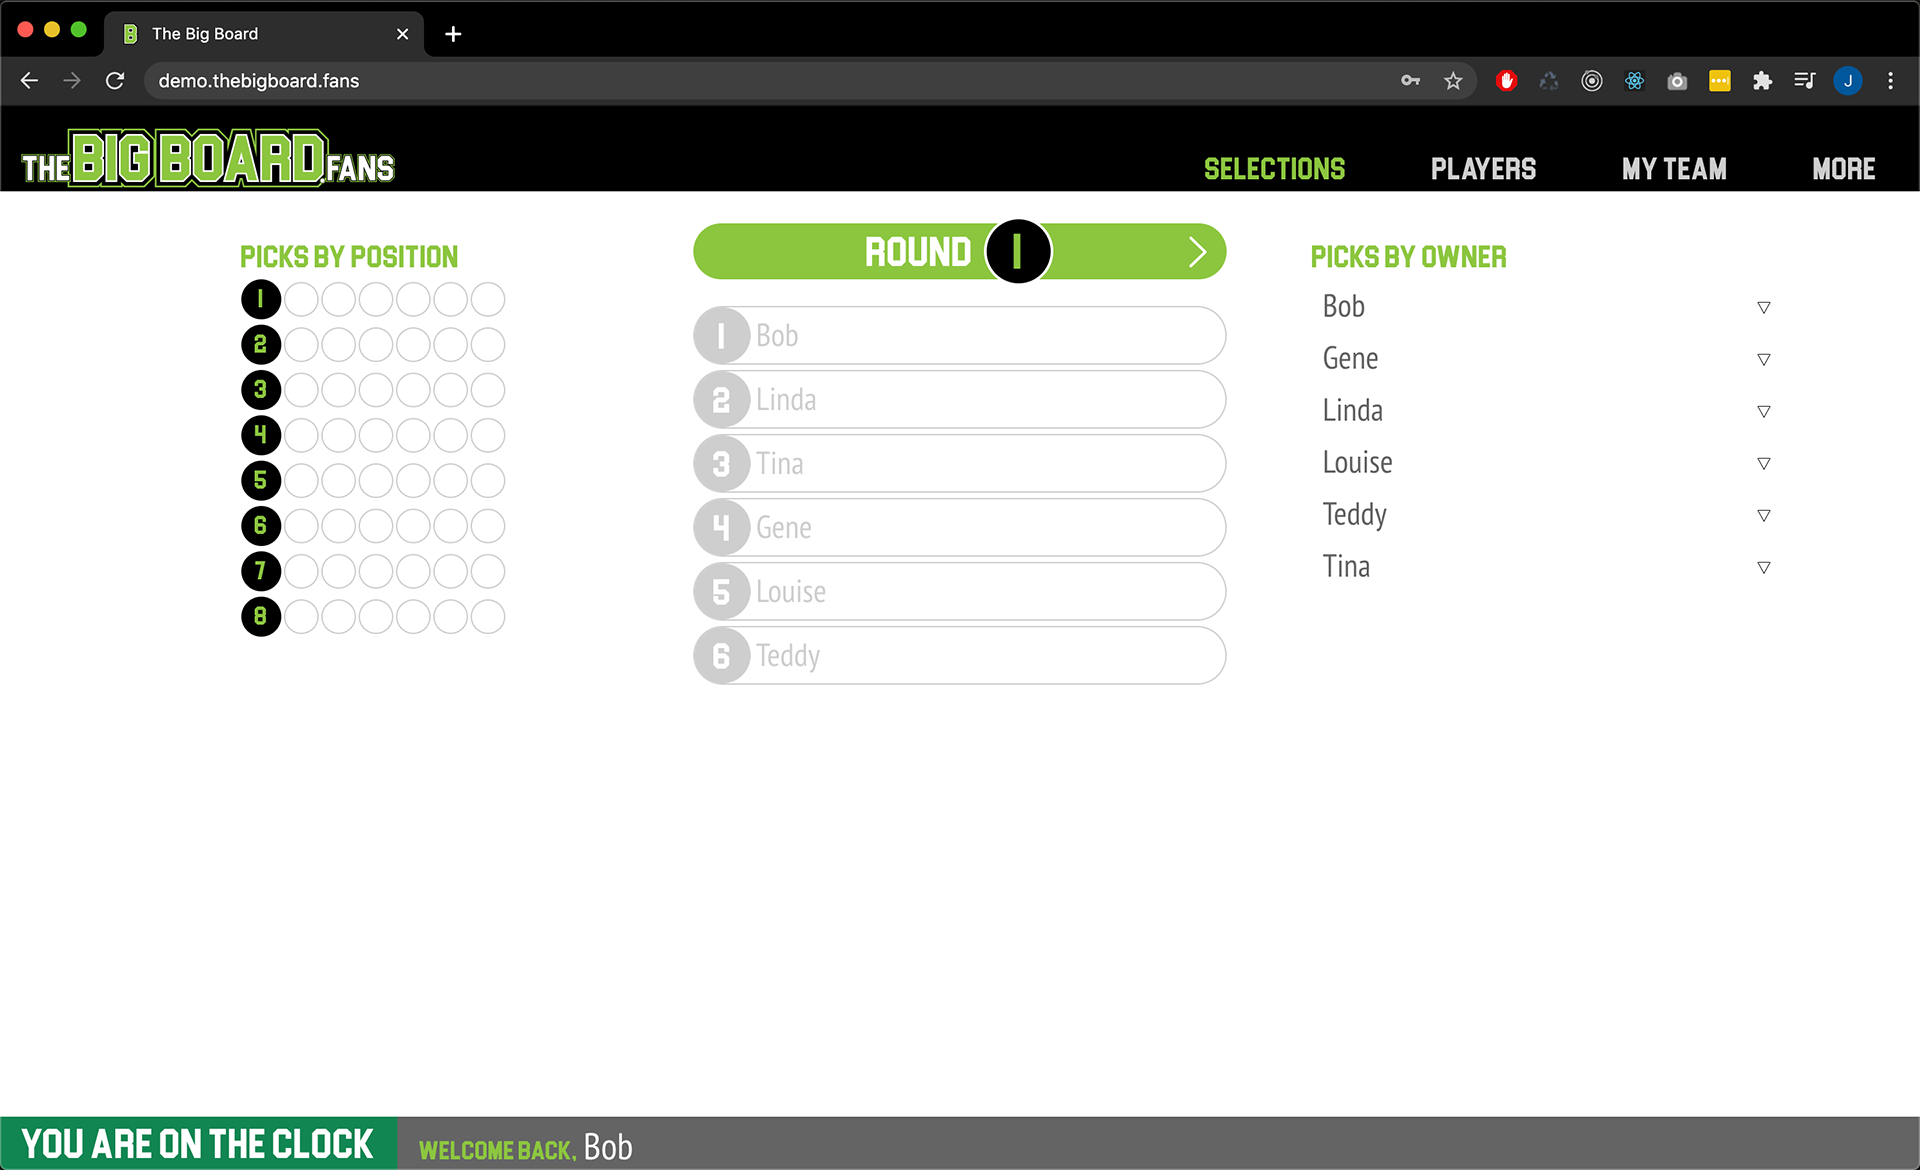 The Big Board
demo.thebigboard.fans
J
THE BIG BOARD.FANS
SELECTIONS
PLAYERS
MY TEAM
MORE
PICKS BY POSITION
1
2
3
4
5
6
7
8
ROUND 1
1 Bob
2 Linda
3 Tina
4 Gene
5 Louise
6 Teddy
PICKS BY OWNER
Bob
Gene
Linda
Louise
Teddy
Tina
YOU ARE ON THE CLOCK
WELCOME BACK, Bob